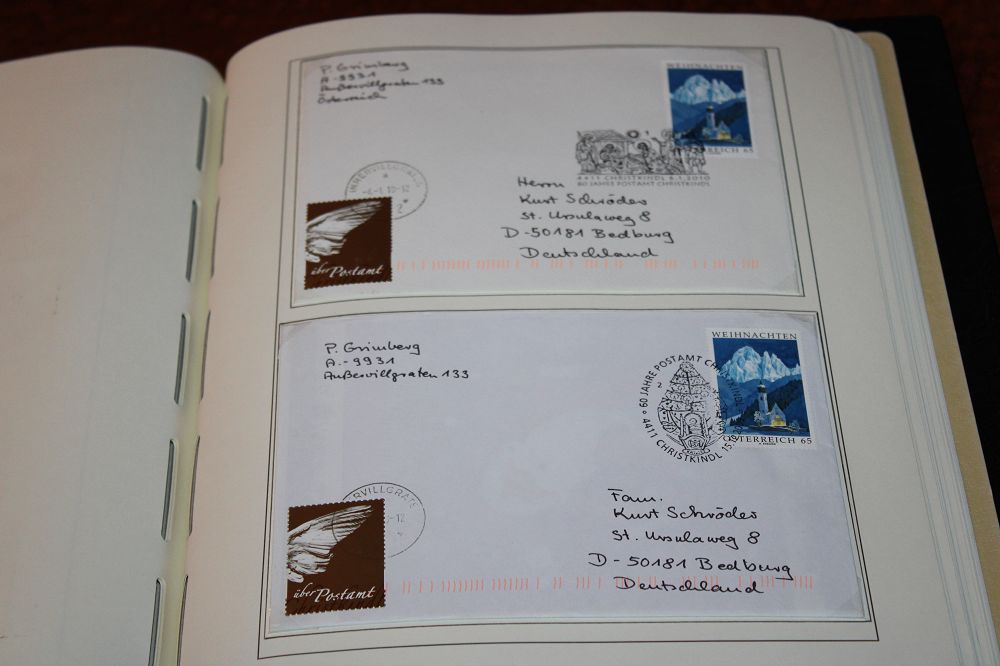 P. Grimberg
A-9931
Außervillgraten 133
Österreich
WEIHNACHTEN
ÖSTERREICH 65
4411 CHRISTKINDL 6.1.2010
60 JAHRE POSTAMT CHRISTKINDL
Herrn
Kurt Schröder
St. Ursulaweg 8
D-50181 Bedburg
Deutschland
über Postamt
P. Grimberg
A-9931
Außervillgraten 133
WEIHNACHTEN
ÖSTERREICH 65
60 JAHRE POSTAMT
4411 CHRISTKINDL
Fam.
Kurt Schröder
St. Ursulaweg 8
D-50181 Bedburg
Deutschland
über Postamt
christkindl